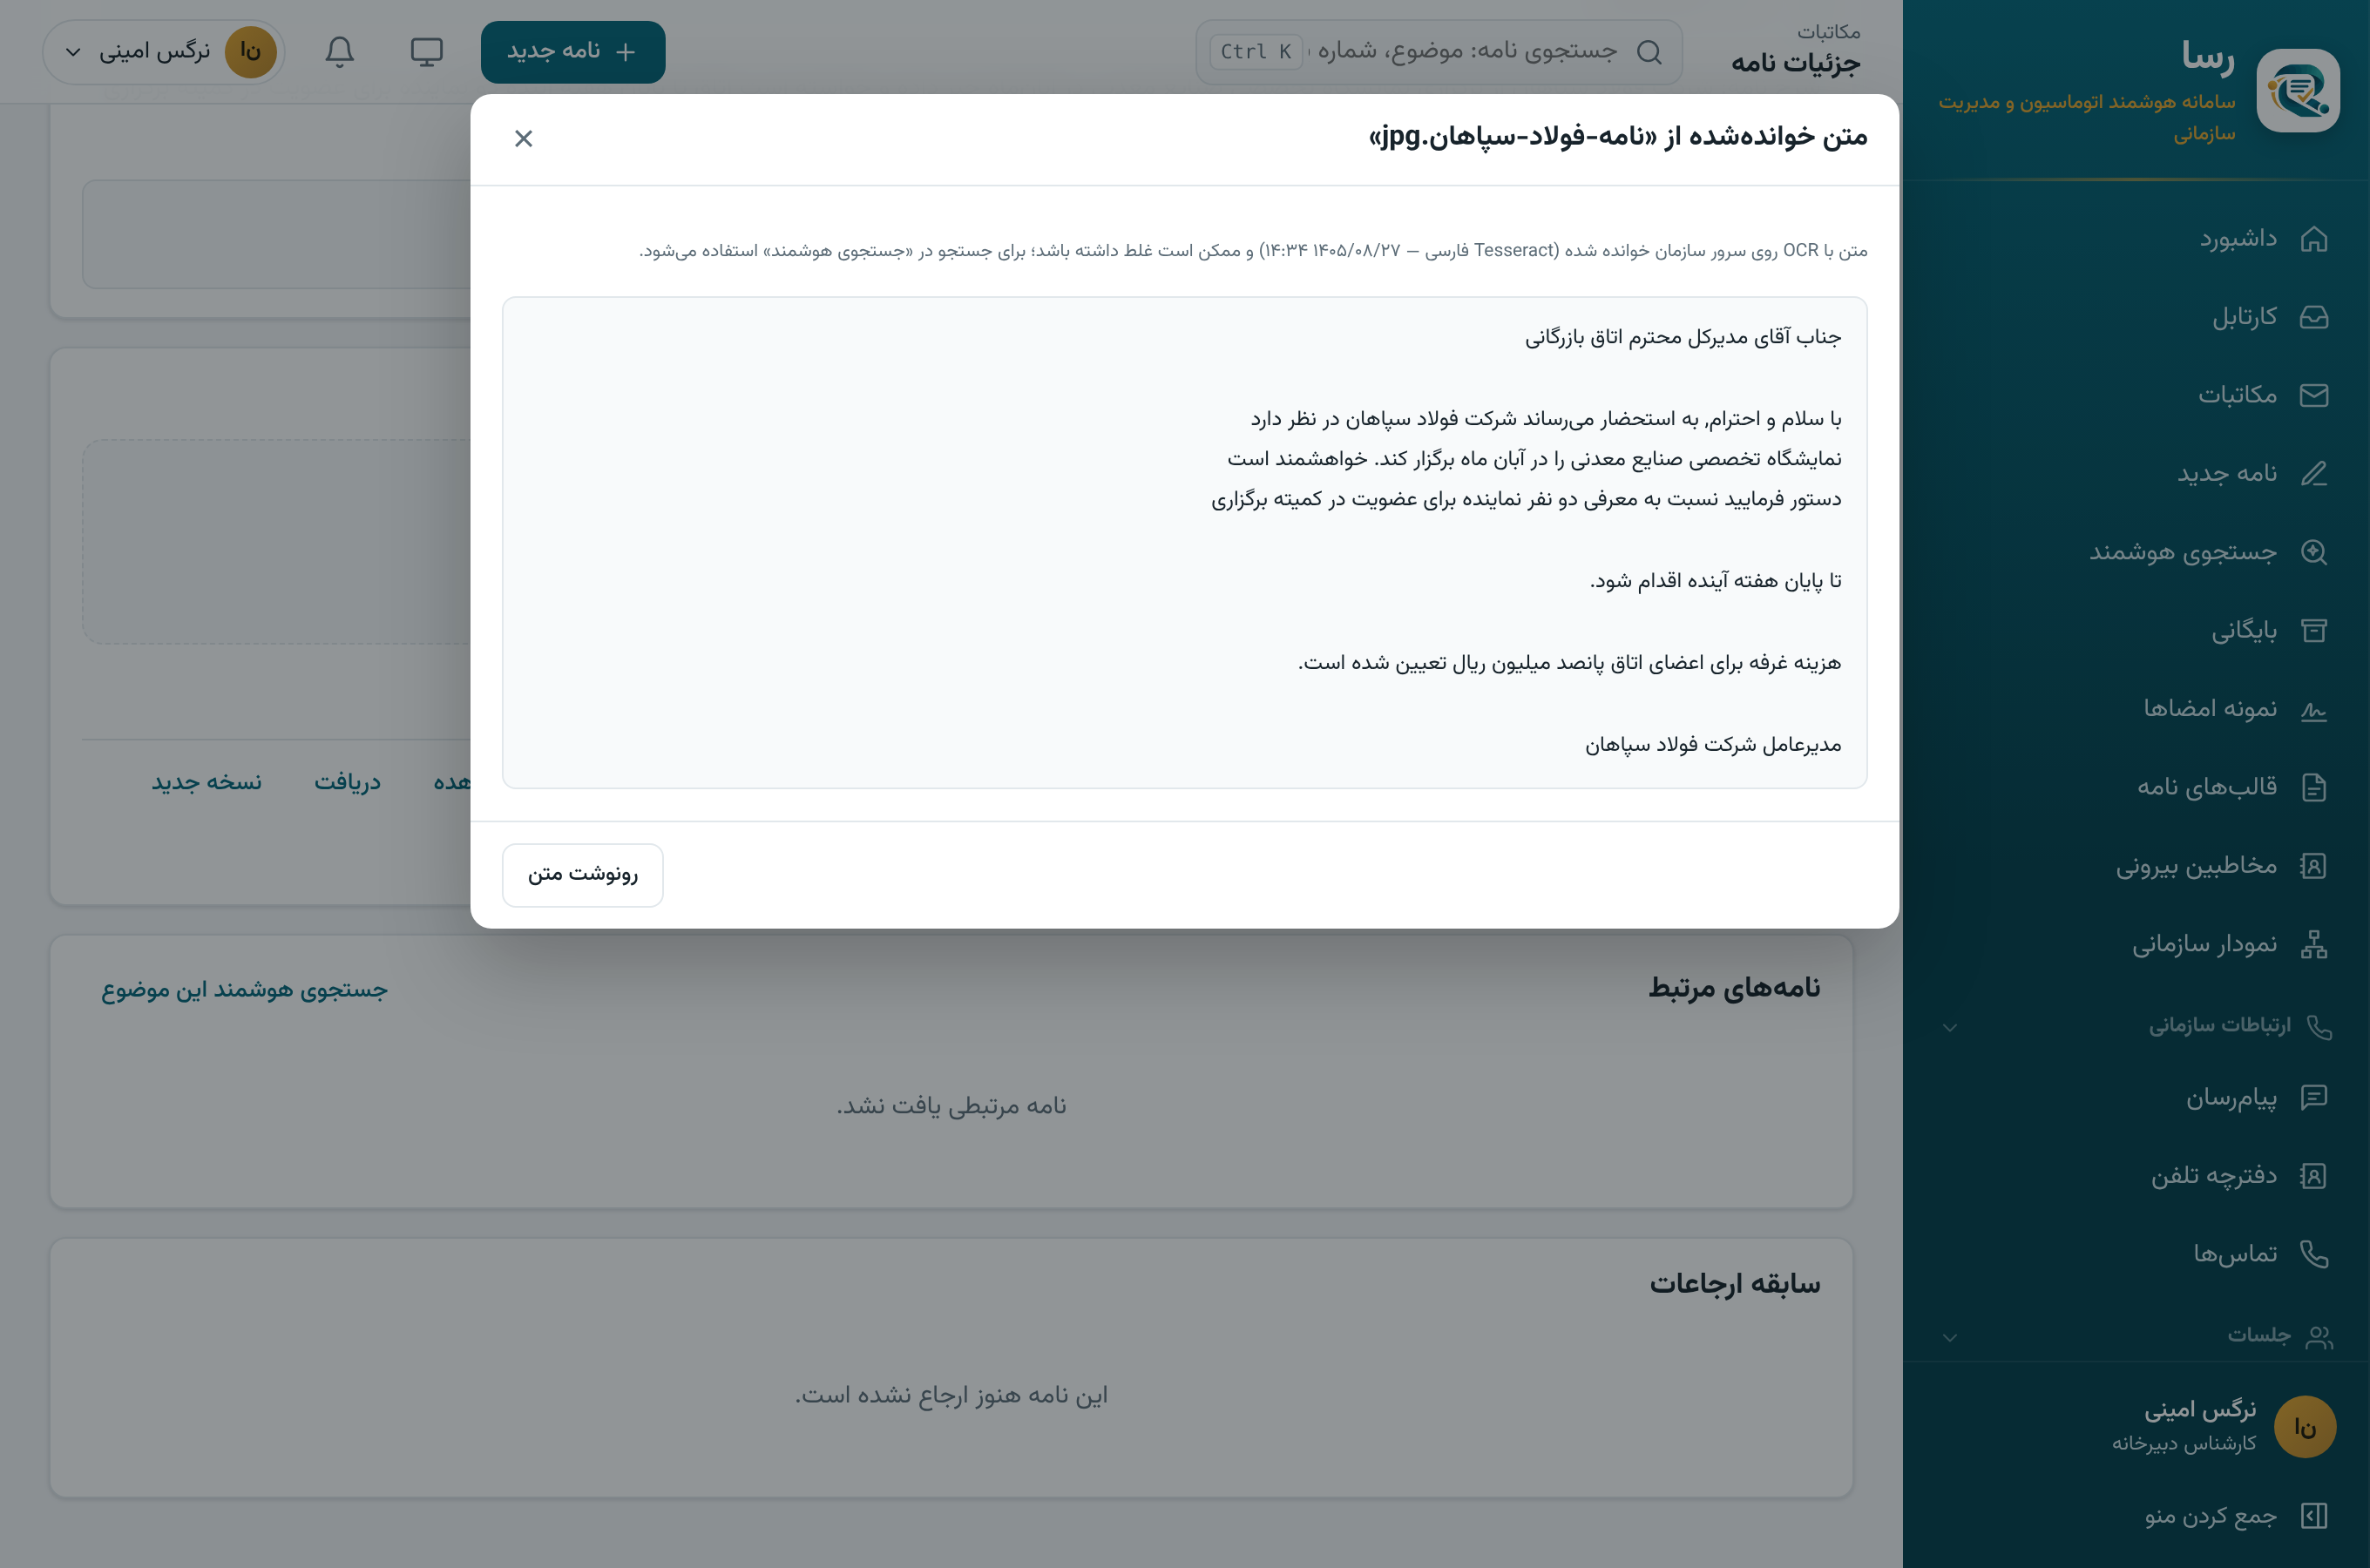 رسا
سامانه هوشمند اتوماسیون و مدیریت
سازمانی
داشبورد
کارتابل
مکاتبات
نامه جدید
جستجوی هوشمند
بایگانی
نمونه امضاها
قالب‌های نامه
مخاطبین بیرونی
نمودار سازمانی
ارتباطات سازمانی
پیام‌رسان
دفترچه تلفن
تماس‌ها
جلسات
نرگس امینی
کارشناس دبیرخانه
جمع کردن منو
مکاتبات
جزئیات نامه
جستجوی نامه: موضوع، شماره
Ctrl K
نامه جدید
نا
نرگس امینی
متن خوانده‌شده از «نامه-فولاد-سپاهان.jpg»
متن با OCR روی سرور سازمان خوانده شده (Tesseract فارسی — ۱۴۰۵/۰۸/۲۷ ۱۴:۳۴) و ممکن است غلط داشته باشد؛ برای جستجو در «جستجوی هوشمند» استفاده می‌شود.
جناب آقای مدیرکل محترم اتاق بازرگانی
با سلام و احترام, به استحضار می‌رساند شرکت فولاد سپاهان در نظر دارد
نمایشگاه تخصصی صنایع معدنی را در آبان ماه برگزار کند. خواهشمند است
دستور فرمایید نسبت به معرفی دو نفر نماینده برای عضویت در کمیته برگزاری
تا پایان هفته آینده اقدام شود.
هزینه غرفه برای اعضای اتاق پانصد میلیون ریال تعیین شده است.
مدیرعامل شرکت فولاد سپاهان
رونوشت متن
دریافت
نسخه جدید
نامه‌های مرتبط
جستجوی هوشمند این موضوع
نامه مرتبطی یافت نشد.
سابقه ارجاعات
این نامه هنوز ارجاع نشده است.